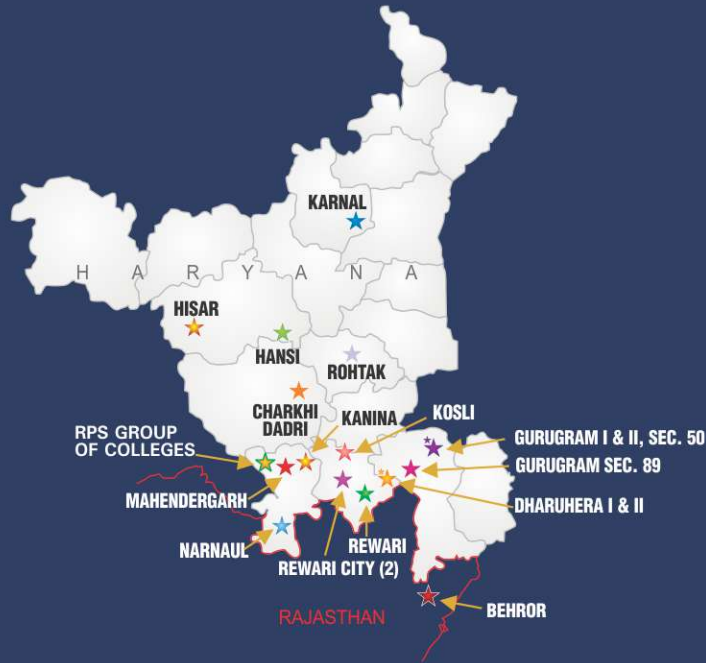 KARNAL
H A R Y A N A
HISAR
HANSI
ROHTAK
CHARKHI
DADRI
KANINA
KOSLI
RPS GROUP
OF COLLEGES
GURUGRAM I & II, SEC. 50
GURUGRAM SEC. 89
MAHENDERGARH
DHARUHERA I & II
NARNAUL
REWARI
REWARI CITY (2)
RAJASTHAN
BEHROR